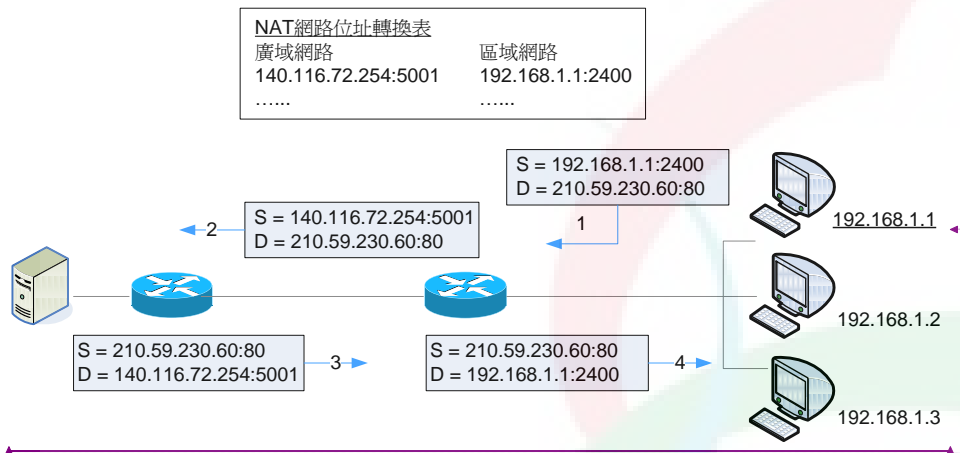 NAT網路位址轉換表
廣域網路 區域網路
140.116.72.254:5001 192.168.1.1:2400
…... …...
S = 192.168.1.1:2400
D = 210.59.230.60:80
1
S = 140.116.72.254:5001
D = 210.59.230.60:80
2
192.168.1.1
192.168.1.2
S = 210.59.230.60:80
D = 140.116.72.254:5001
3
S = 210.59.230.60:80
D = 192.168.1.1:2400
4
192.168.1.3